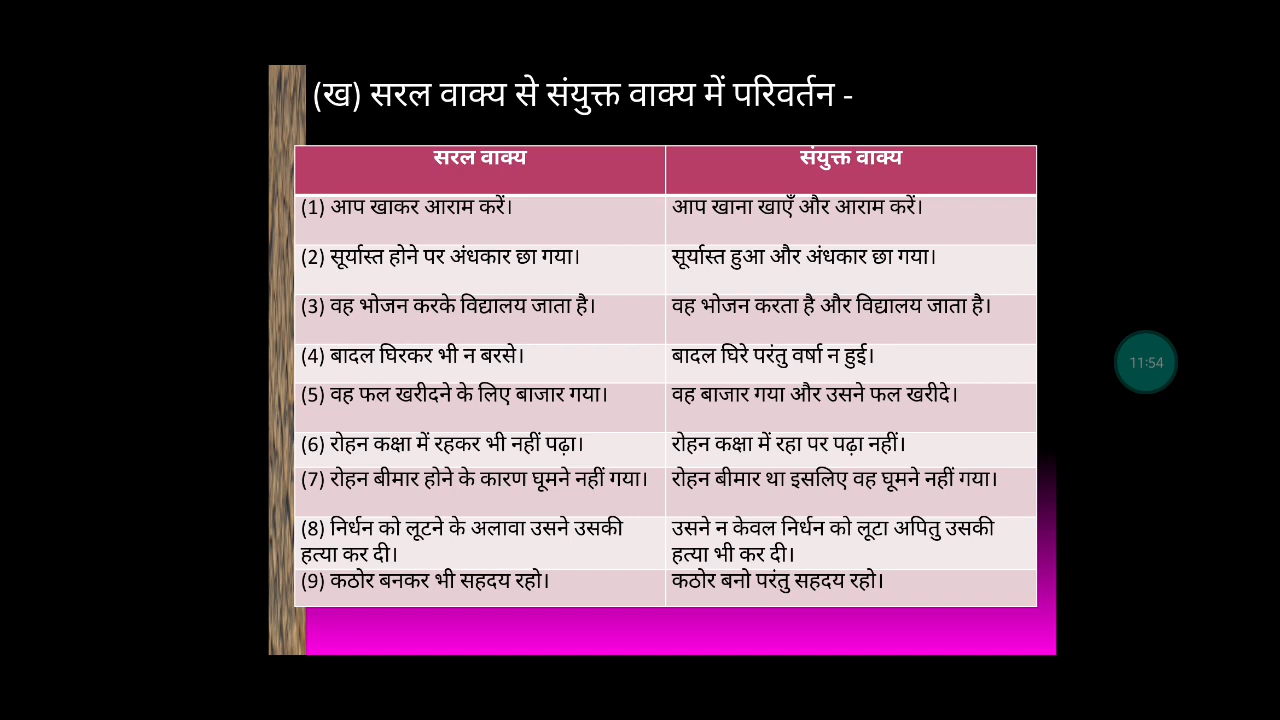 (ख) सरल वाक्य से संयुक्त वाक्य में परिवर्तन -
सरल वाक्य संयुक्त वाक्य
(1) आप खाकर आराम करें। आप खाना खाएँ और आराम करें।
(2) सूर्यास्त होने पर अंधकार छा गया। सूर्यास्त हुआ और अंधकार छा गया।
(3) वह भोजन करके विद्यालय जाता है। वह भोजन करता है और विद्यालय जाता है।
(4) बादल घिरकर भी न बरसे। बादल घिरे परंतु वर्षा न हुई।
(5) वह फल खरीदने के लिए बाजार गया। वह बाजार गया और उसने फल खरीदे।
(6) रोहन कक्षा में रहकर भी नहीं पढ़ा। रोहन कक्षा में रहा पर पढ़ा नहीं।
(7) रोहन बीमार होने के कारण घूमने नहीं गया। रोहन बीमार था इसलिए वह घूमने नहीं गया।
(8) निर्धन को लूटने के अलावा उसने उसकी उसने न केवल निर्धन को लूटा अपितु उसकी
हत्या कर दी। हत्या भी कर दी।
(9) कठोर बनकर भी सहदय रहो। कठोर बनो परंतु सहदय रहो।
11:54